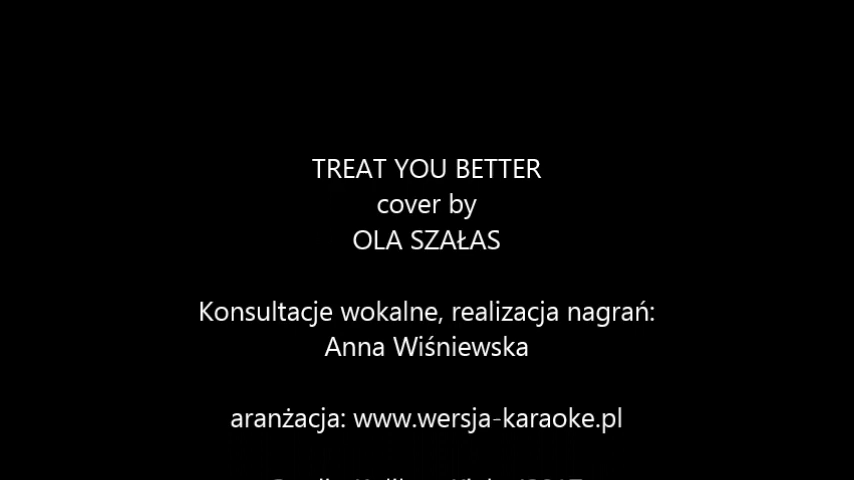 TREAT YOU BETTER
cover by
OLA SZAŁAS
Konsultacje wokalne, realizacja nagrań:
Anna Wiśniewska
aranżacja: www.wersja-karaoke.pl